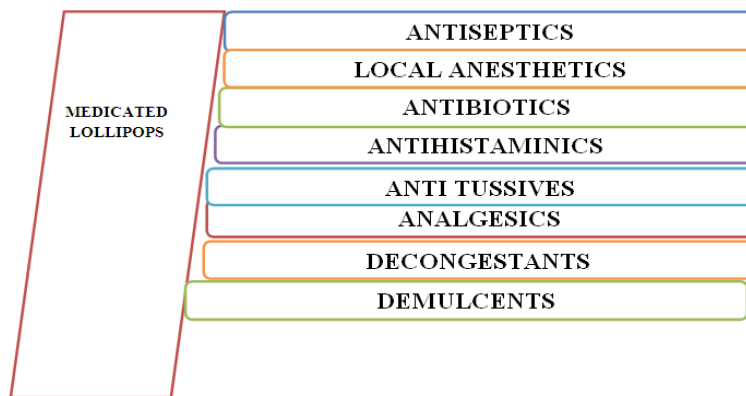 MEDICATED
LOLLIPOPS
ANTISEPTICS
LOCAL ANESTHETICS
ANTIBIOTICS
ANTIHISTAMINICS
ANTI TUSSIVES
ANALGESICS
DECONGESTANTS
DEMULCENTS